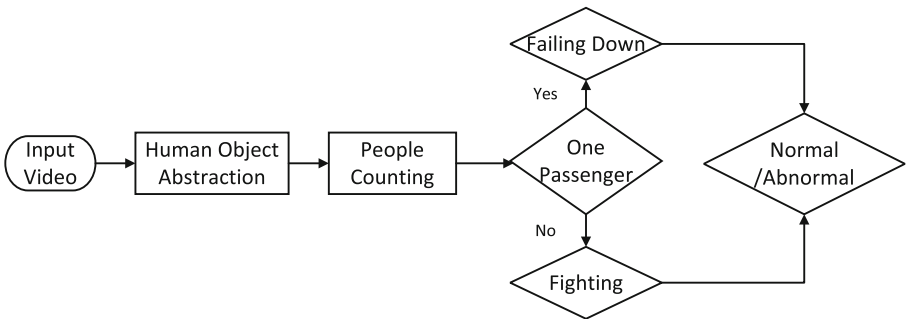 Failing Down
Yes
Input
Video
Human Object
Abstraction
People
Counting
One
Passenger
Normal
/Abnormal
No
Fighting